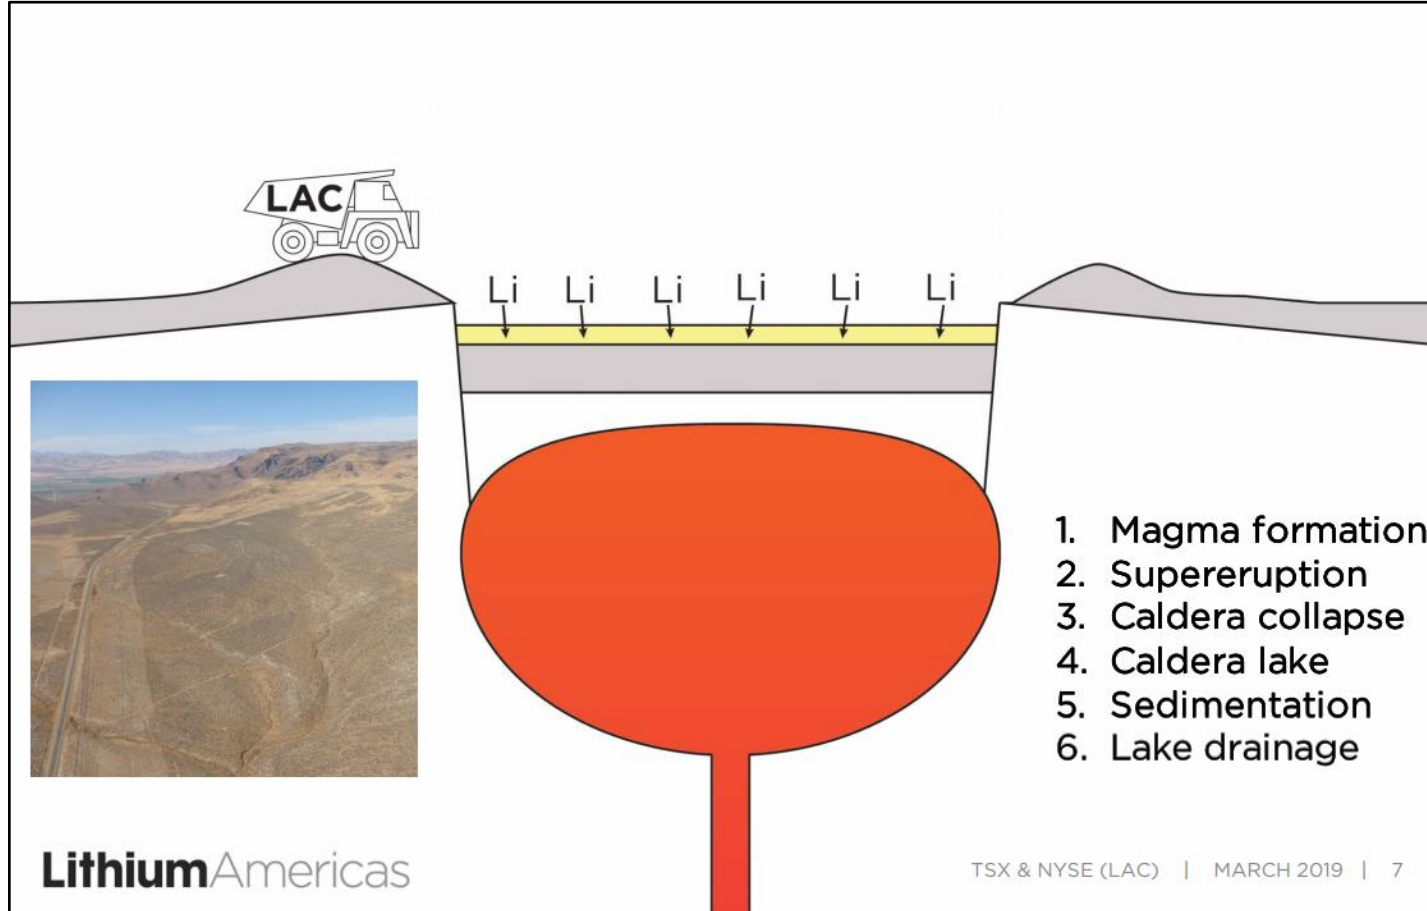 LAC
Li Li Li Li Li Li
1. Magma formation
2. Supereruption
3. Caldera collapse
4. Caldera lake
5. Sedimentation
6. Lake drainage
LithiumAmericas
TSX & NYSE (LAC) | MARCH 2019 | 7